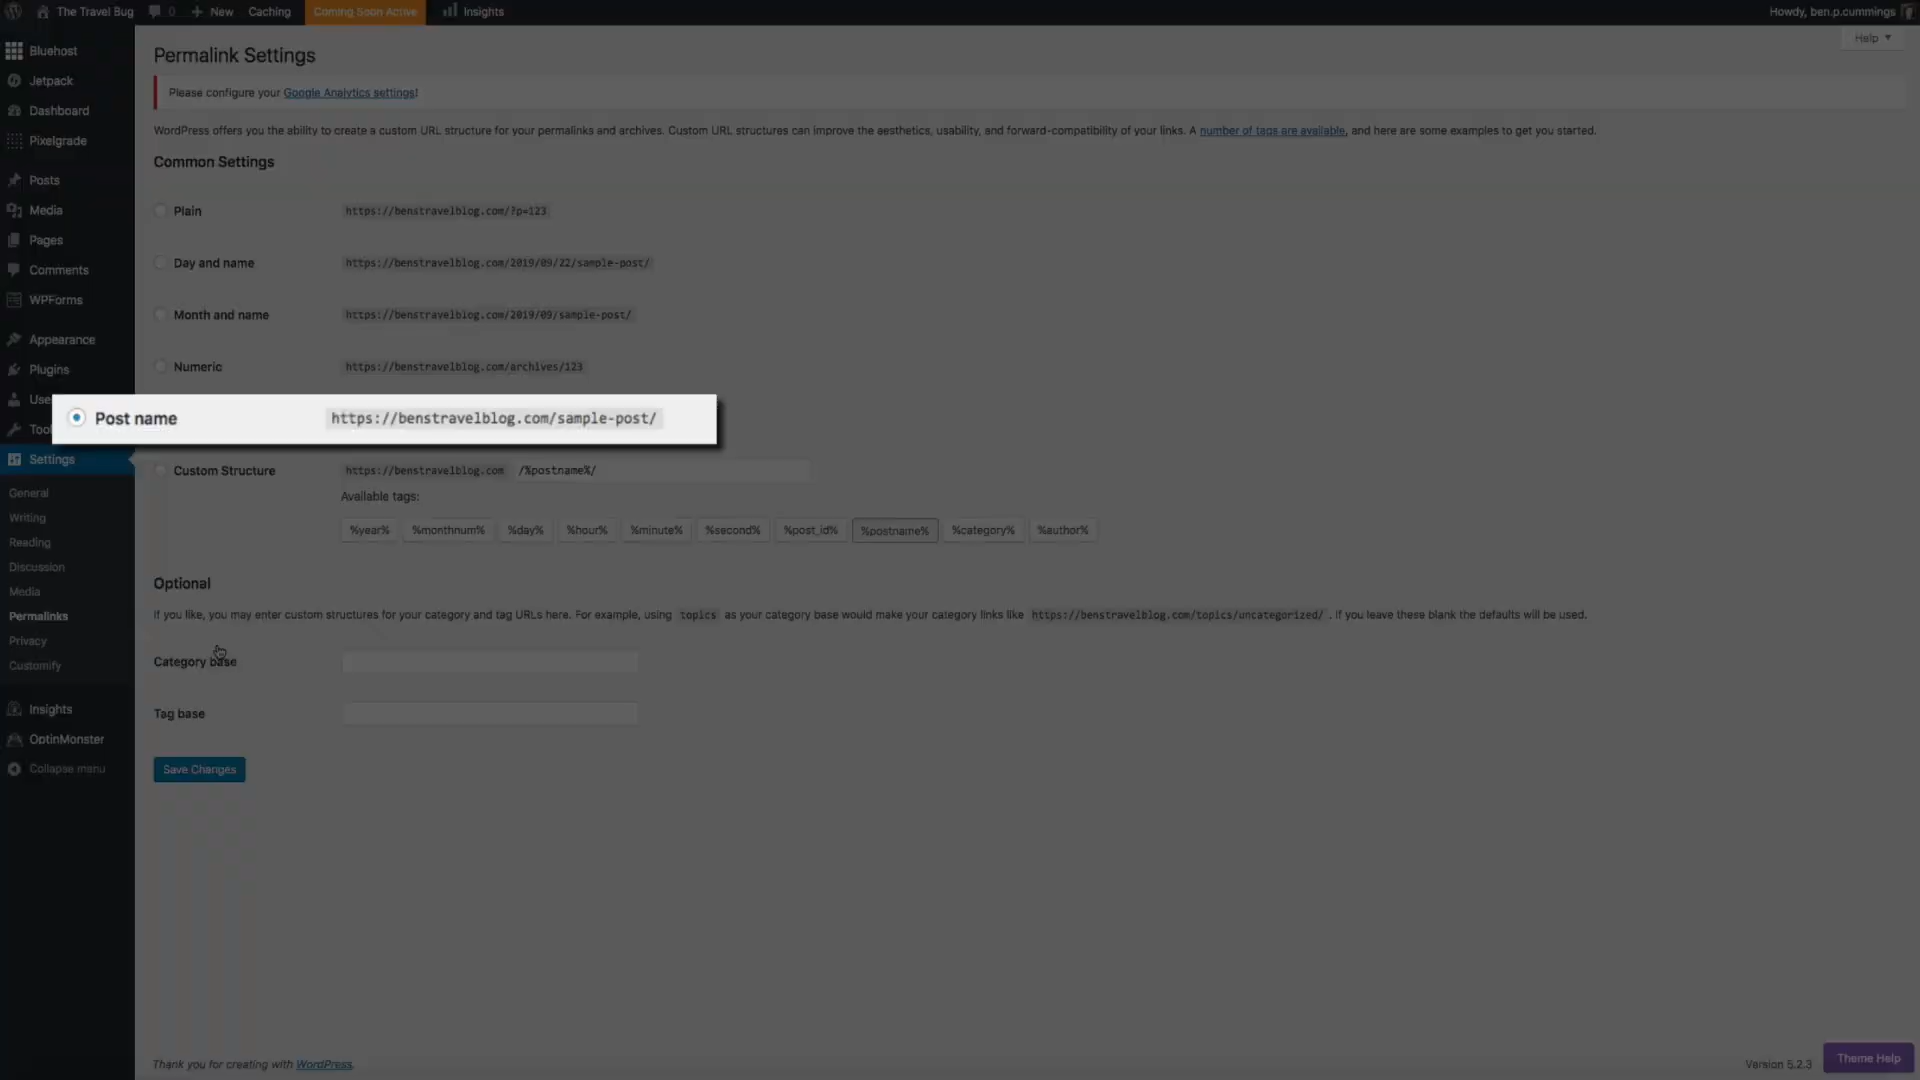 The Travel Bug 0 New Caching Coming Soon Active Insights Howdy, ben.p.cummings
Help
Bluehost
Jetpack
Dashboard
Pixelgrade
Posts
Media
Pages
Comments
WPForms
Appearance
Plugins
Use
Tool
Settings
General
Writing
Reading
Discussion
Media
Permalinks
Privacy
Customify
Insights
OptinMonster
Collapse menu
Permalink Settings
Please configure your Google Analytics settings!
WordPress offers you the ability to create a custom URL structure for your permalinks and archives. Custom URL structures can improve the aesthetics, usability, and forward-compatibility of your links. A number of tags are available, and here are some examples to get you started.
Common Settings
Plain https://benstravelblog.com/?p=123
Day and name https://benstravelblog.com/2019/09/22/sample-post/
Month and name https://benstravelblog.com/2019/09/sample-post/
Numeric https://benstravelblog.com/archives/123
Post name https://benstravelblog.com/sample-post/
Custom Structure https://benstravelblog.com /%postname%/
Available tags:
%year% %monthnum% %day% %hour% %minute% %second% %post_id% %postname% %category% %author%
Optional
If you like, you may enter custom structures for your category and tag URLs here. For example, using topics as your category base would make your category links like https://benstravelblog.com/topics/uncategorized/ . If you leave these blank the defaults will be used.
Category base
Tag base
Save Changes
Thank you for creating with WordPress.
Version 5.2.3
Theme Help